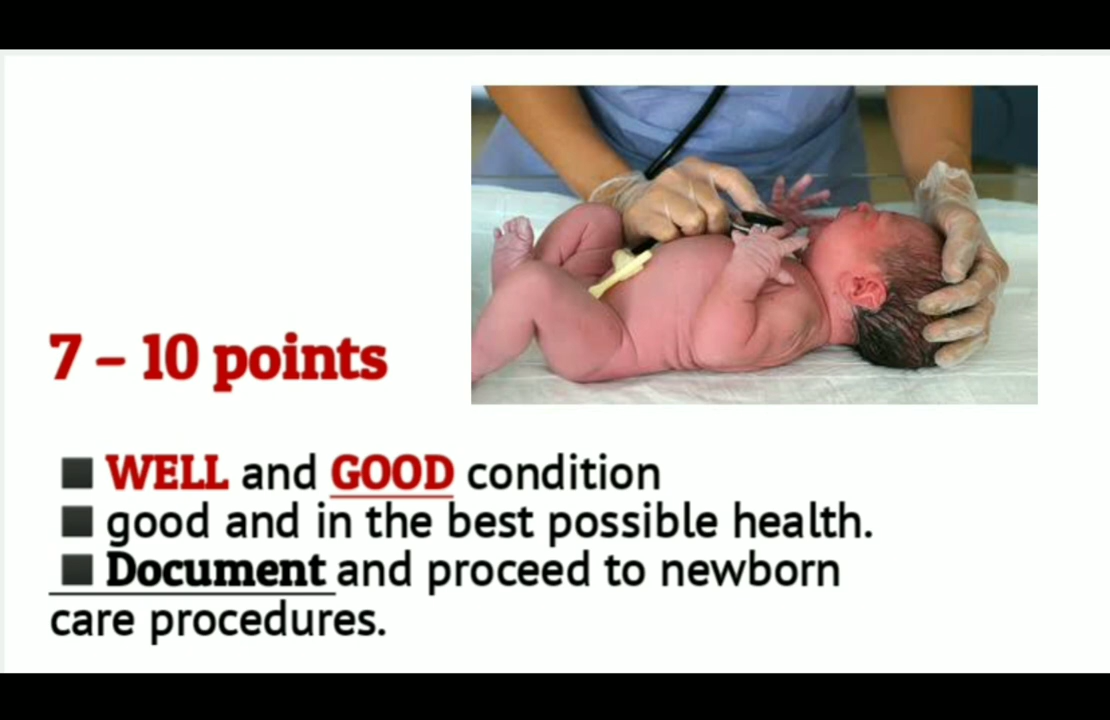 7 – 10 points
■ WELL and GOOD condition
■ good and in the best possible health.
■ Document and proceed to newborn
care procedures.